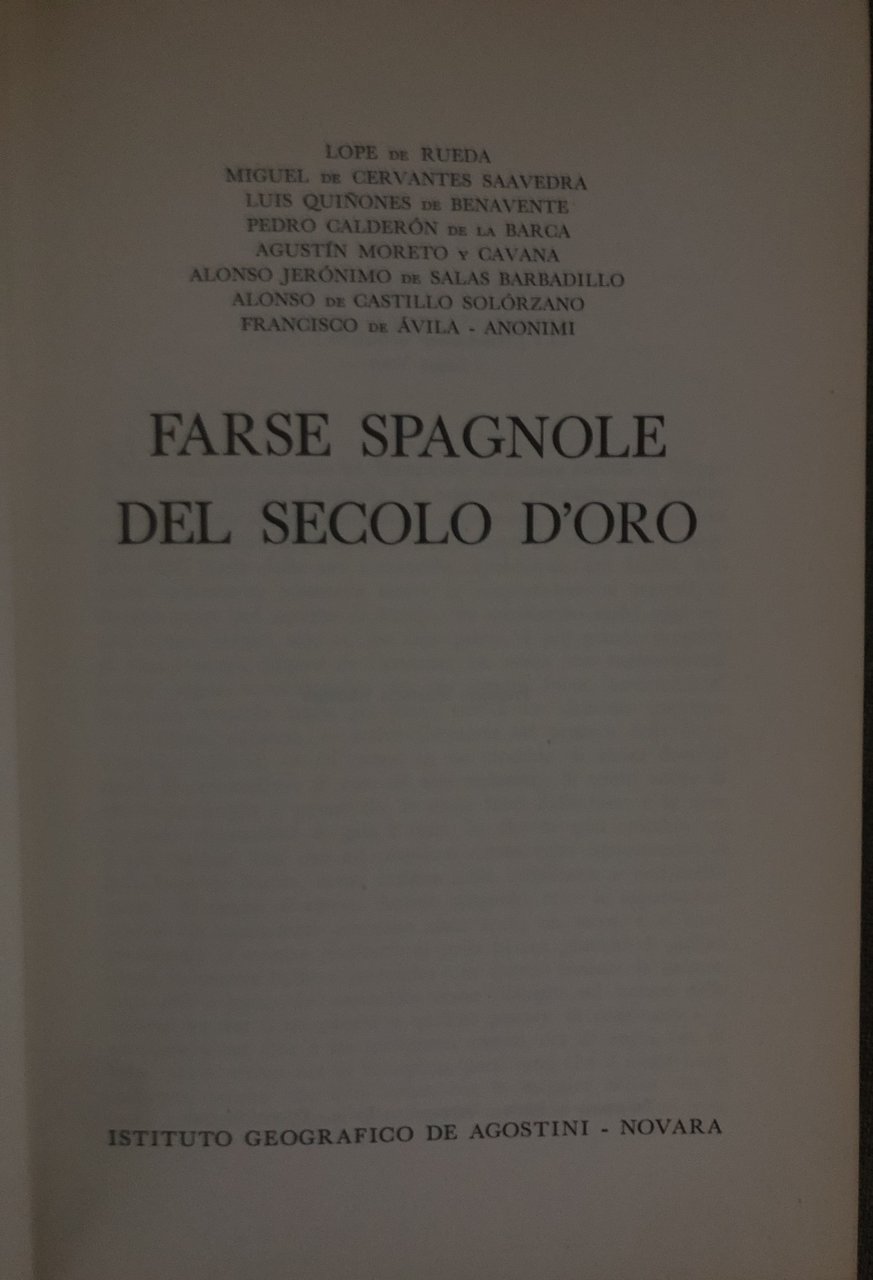 LOPE DE RUEDA
MIGUEL DE CERVANTES SAAVEDRA
LUIS QUIÑONES DE BENAVENTE
PEDRO CALDERÓN DE LA BARCA
AGUSTÍN MORETO Y CAVANA
ALONSO JERÓNIMO DE SALAS BARBADILLO
ALONSO DE CASTILLO SOLÓRZANO
FRANCISCO DE ÁVILA - ANONIMI
FARSE SPAGNOLE
DEL SECOLO D'ORO
ISTITUTO GEOGRAFICO DE AGOSTINI - NOVARA